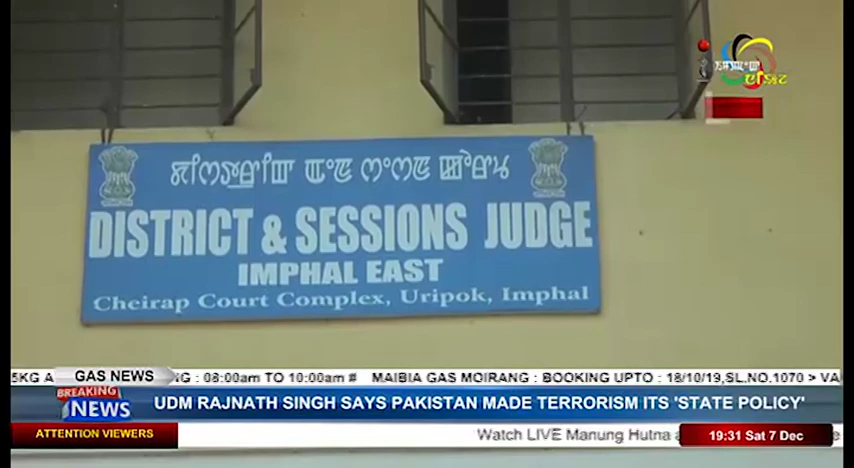 DISTRICT & SESSIONS JUDGE
IMPHAL EAST
Cheirap Court Complex, Uripok, Imphal
GAS NEWS
: 06:00am TO 10:00am # MAIBIA GAS MOIRANG : BOOKING UPTO : 18/10/19,SL.NO.1070 >
BREAKING NEWS
UDM RAJNATH SINGH SAYS PAKISTAN MADE TERRORISM ITS 'STATE POLICY'
ATTENTION VIEWERS
Watch LIVE Manung Hutna
19:31 Sat 7 Dec